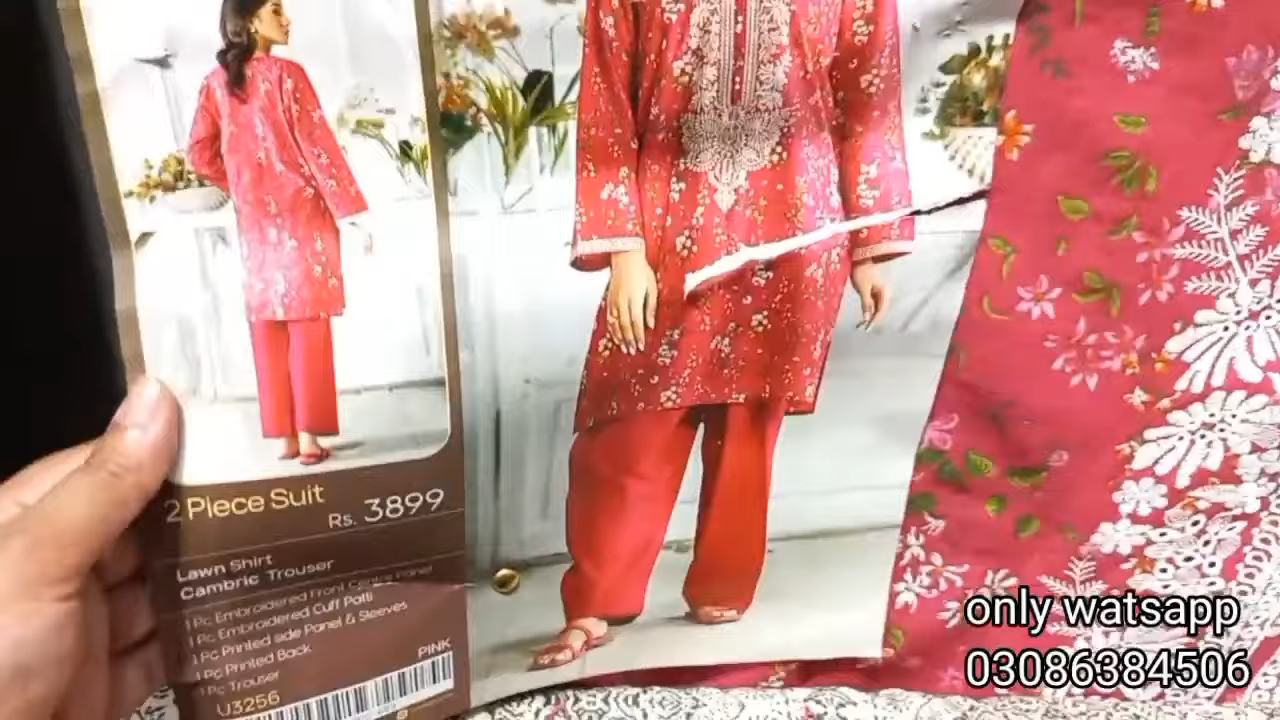 2 Piece Suit
Rs. 3899
Lawn Shirt
Cambric Trouser
1 Pc Embroidered Front Centre Panel
1 Pc Embroidered Cuff Patti
1 Pc Printed side Panel & Sleeves
1 Pc Printed Back
1 Pc Trouser
PINK
U3256
only watsapp
03086384506